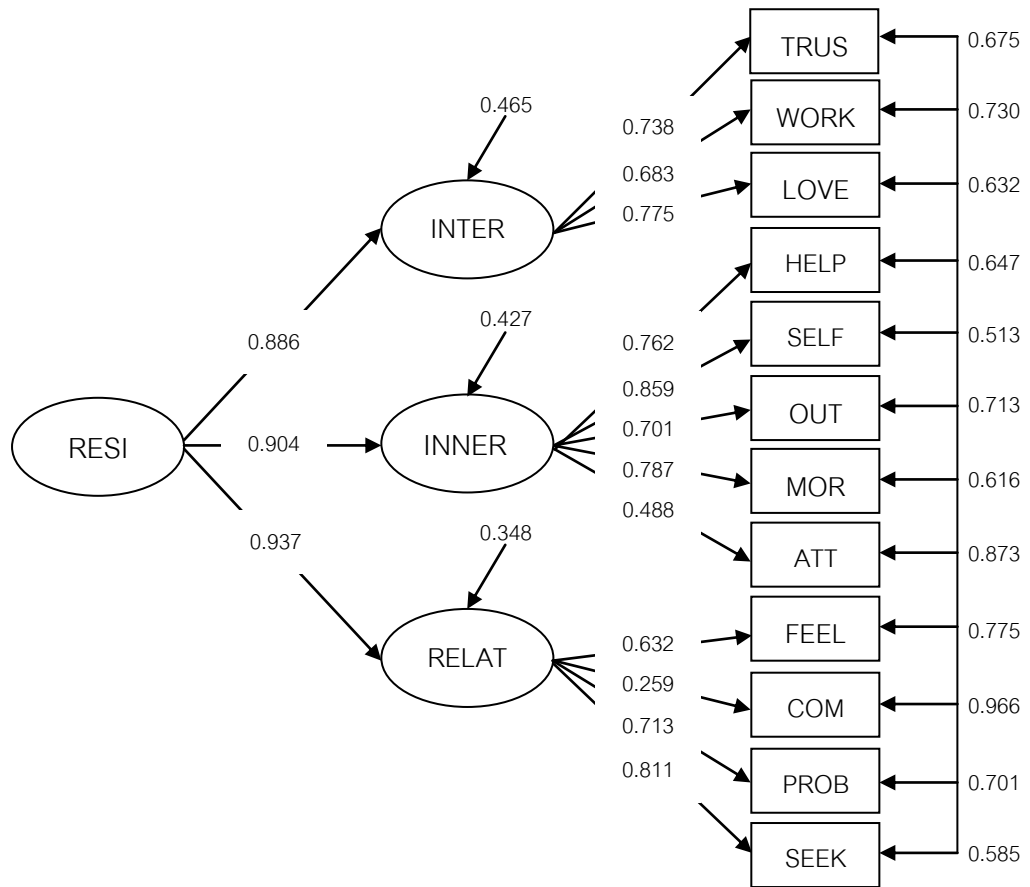 TRUS
0.675
0.465
0.738
WORK
0.730
0.683
0.775
LOVE
0.632
INTER
HELP
0.647
0.886
0.427
0.762
SELF
0.513
0.859
0.701
OUT
0.713
RESI
0.904
INNER
0.787
MOR
0.616
0.488
0.937
0.348
ATT
0.873
0.632
FEEL
0.775
RELAT
0.259
COM
0.966
0.713
0.811
PROB
0.701
SEEK
0.585